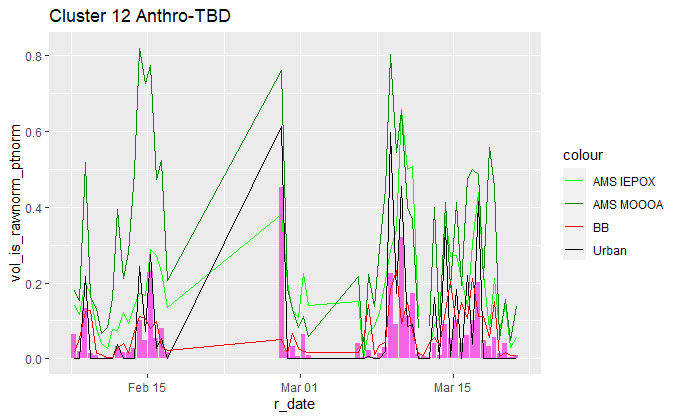 Cluster 12 Anthro-TBD
vol_is_rawnorm_ptnorm
0.8
0.6
0.4
0.2
0.0
Feb 15
Mar 01
Mar 15
r_date
colour
AMS IEPOX
AMS MOOOA
BB
Urban